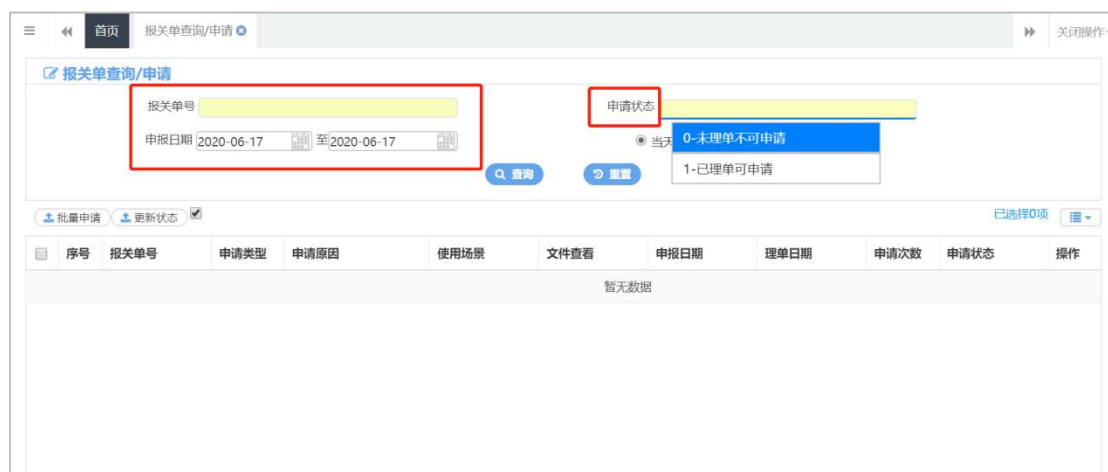 首页 报关单查询/申请 关闭操作
报关单查询/申请
报关单号 申请状态
申报日期 2020-06-17 至 2020-06-17 当天
0-未理单不可申请
1-已理单可申请
查询 重置
批量申请 更新状态 已选择0项
序号 报关单号 申请类型 申请原因 使用场景 文件查看 申报日期 理单日期 申请次数 申请状态 操作
暂无数据